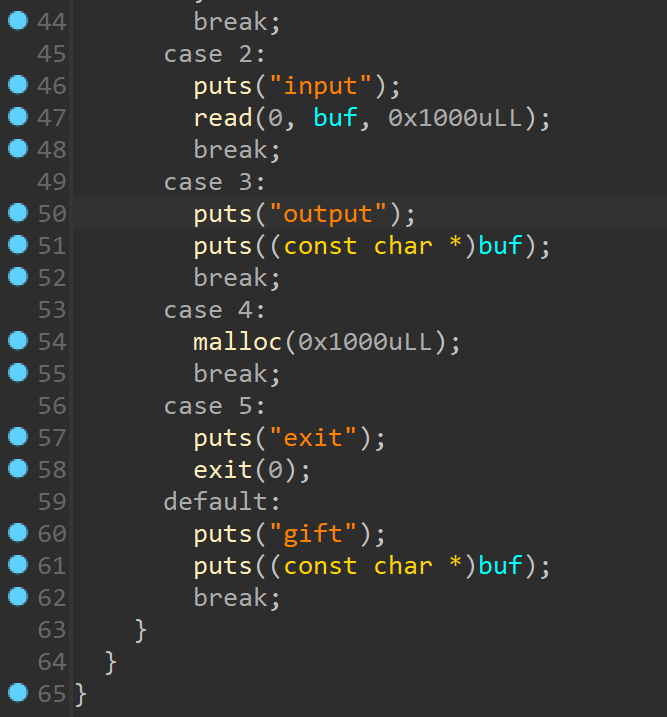 44 break;
45 case 2:
46 puts("input");
47 read(0, buf, 0x1000uLL);
48 break;
49 case 3:
50 puts("output");
51 puts((const char *)buf);
52 break;
53 case 4:
54 malloc(0x1000uLL);
55 break;
56 case 5:
57 puts("exit");
58 exit(0);
59 default:
60 puts("gift");
61 puts((const char *)buf);
62 break;
63 }
64 }
65 }